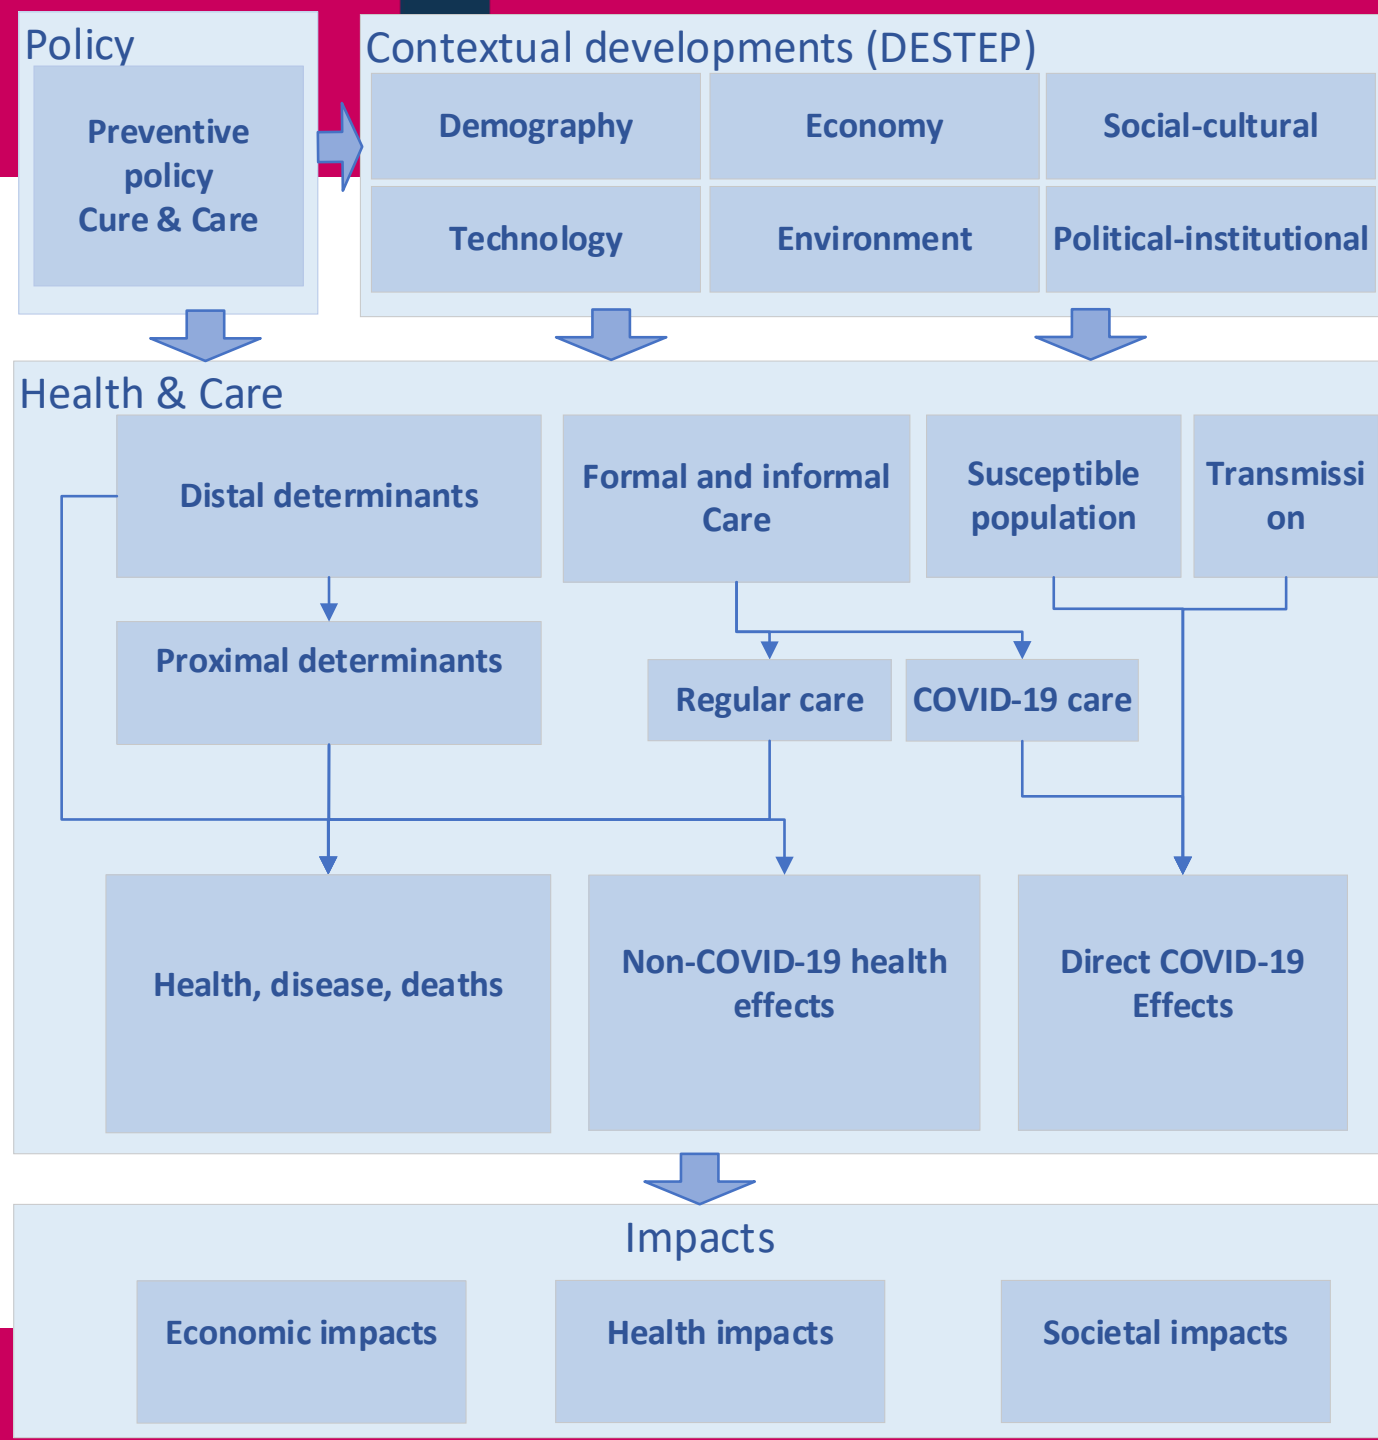 Policy
Preventive
policy
Cure & Care
Contextual developments (DESTEP)
Demography
Economy
Social-cultural
Technology
Environment
Political-institutional
Health & Care
Distal determinants
Formal and informal
Care
Susceptible
population
Transmissi
on
Proximal determinants
Regular care
COVID-19 care
Health, disease, deaths
Non-COVID-19 health
effects
Direct COVID-19
Effects
Impacts
Economic impacts
Health impacts
Societal impacts